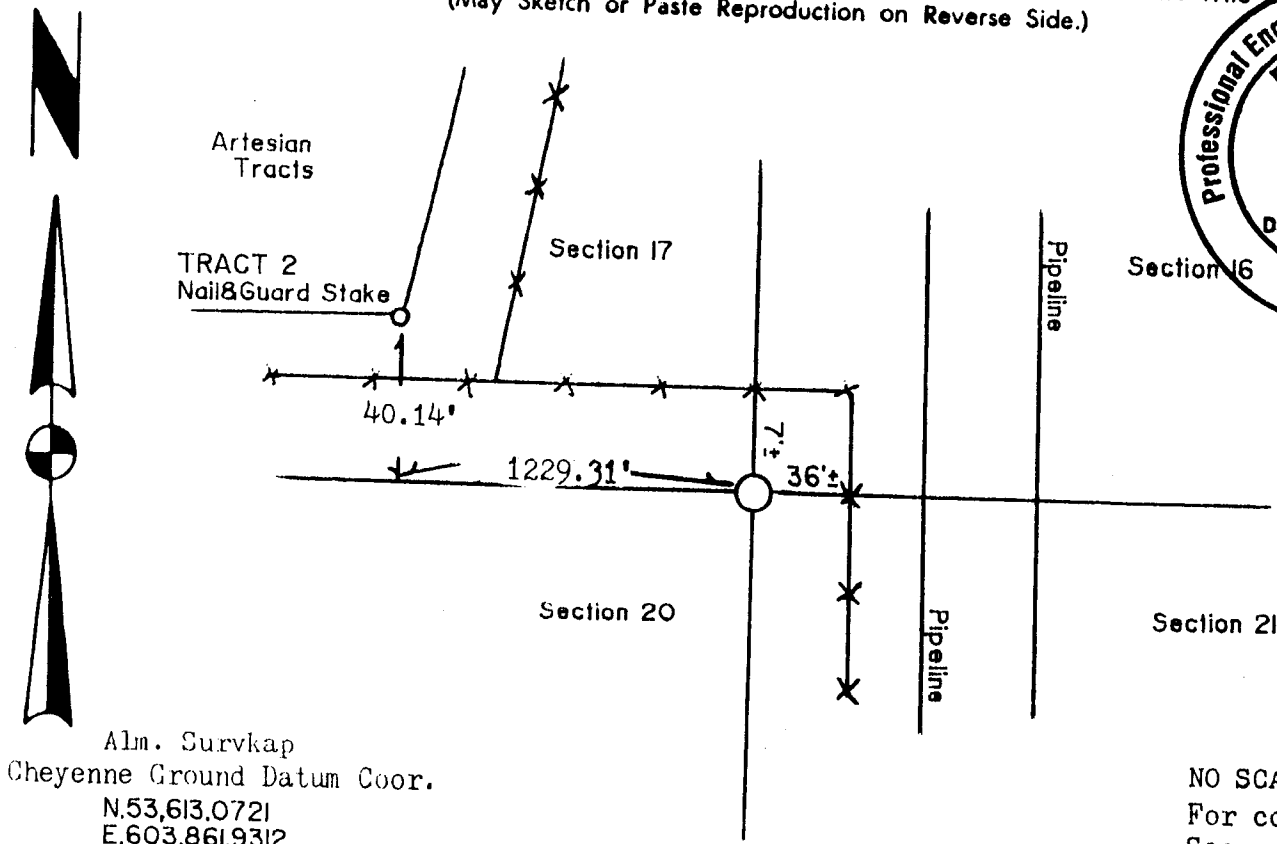 (May Sketch or Paste Reproduction on Reverse Side.)
N
Professional
Artesian
Tracts
Section 17
TRACT 2
Nail&Guard Stake
Pipeline
Section 16
40.14'
7'±
1229.31'
36'±
Section 20
Pipeline
Section 21
Alm. Survkap
Cheyenne Ground Datum Coor.
N.53,613.0721
E.603,861.9312
NO
For